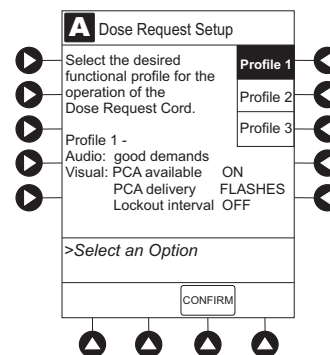 A Dose Request Setup
Select the desired
functional profile for the
operation of the
Dose Request Cord.
Profile 1
Profile 2
Profile 3
Profile 1 -
Audio: good demands
Visual: PCA available ON
PCA delivery FLASHES
Lockout interval OFF
>Select an Option
CONFIRM